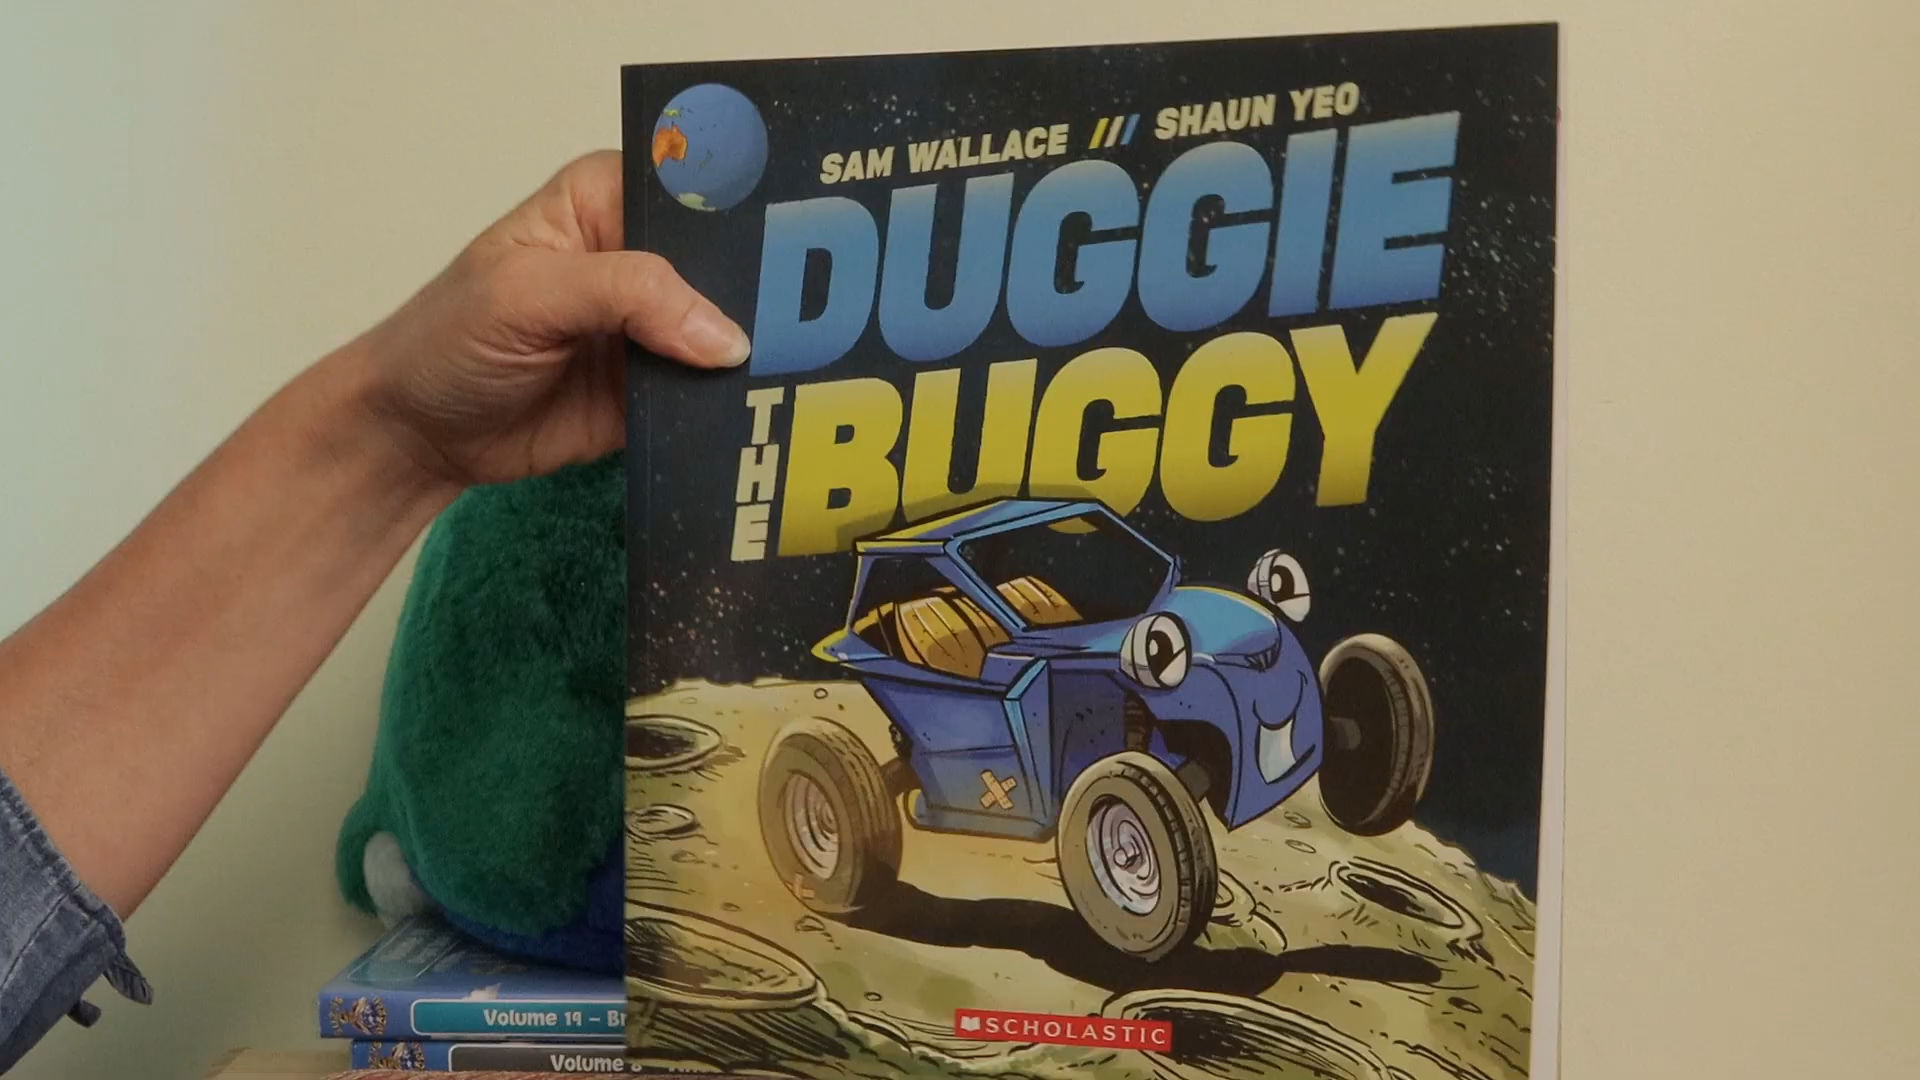 SAM WALLACE /// SHAUN YEO
DUGGIE
THE
BUGGY
SCHOLASTIC
Volume 19 – Br
Volume